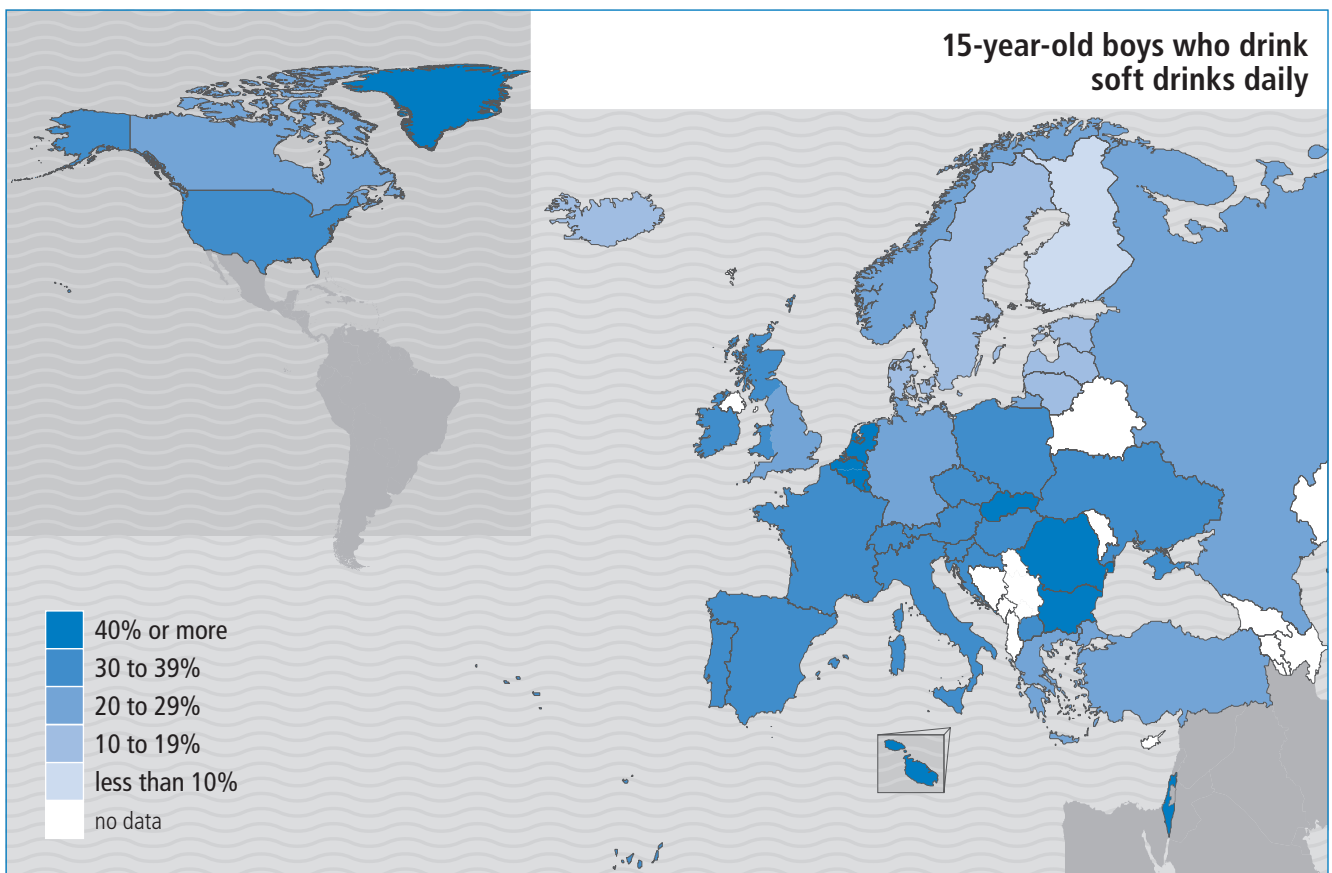 15-year-old boys who drink
soft drinks daily
40% or more
30 to 39%
20 to 29%
10 to 19%
less than 10%
no data